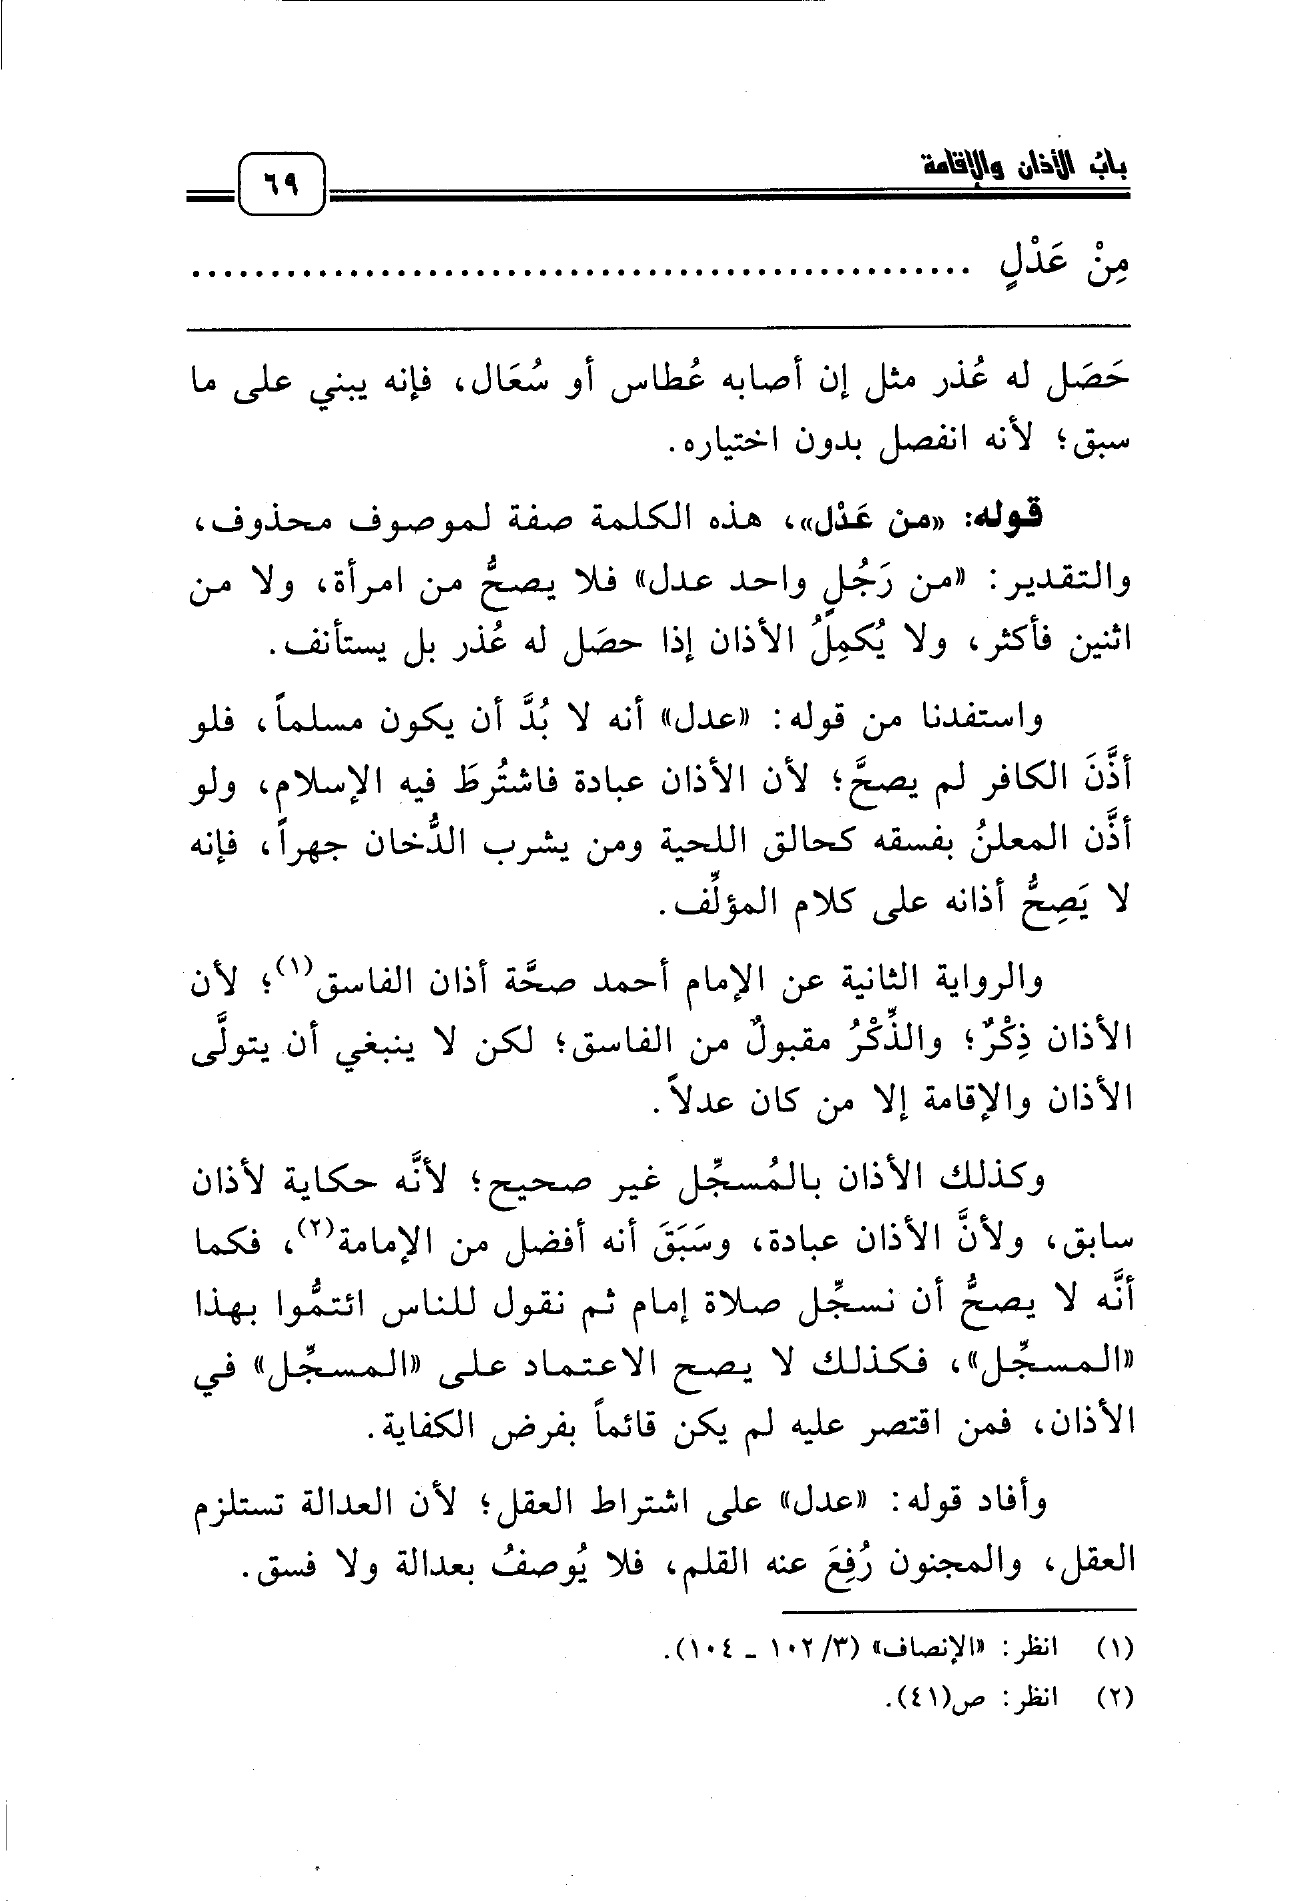 بابُ الأذان والإقامة
٦٩
مِنْ عَدْلٍ ..................................................
حَصَل له عُذر مثل إن أصابه عُطاس أو سُعَال، فإنه يبني على ما
سبق؛ لأنه انفصل بدون اختياره.
قوله: «من عَدْل»، هذه الكلمة صفة لموصوف محذوف،
والتقدير: «من رَجُلٍ واحد عدل» فلا يصحُّ من امرأة، ولا من
اثنين فأكثر، ولا يُكمِلُ الأذان إذا حصَل له عُذر بل يستأنف.
واستفدنا من قوله: «عدل» أنه لا بُدَّ أن يكون مسلماً، فلو
أذَّنَ الكافر لم يصحَّ؛ لأن الأذان عبادة فاشتُرطَ فيه الإسلام، ولو
أذَّن المعلنُ بفسقه كحالق اللحية ومن يشرب الدُّخان جهراً، فإنه
لا يَصِحُّ أذانه على كلام المؤلِّف.
والرواية الثانية عن الإمام أحمد صحَّة أذان الفاسق(١)؛ لأن
الأذان ذِكْرٌ؛ والذِّكْرُ مقبولٌ من الفاسق؛ لكن لا ينبغي أن يتولَّى
الأذان والإقامة إلا من كان عدلاً.
وكذلك الأذان بالمُسجِّل غير صحيح؛ لأنَّه حكاية لأذان
سابق، ولأنَّ الأذان عبادة، وسَبَقَ أنه أفضل من الإمامة(٢)، فكما
أنَّه لا يصحُّ أن نسجِّل صلاة إمام ثم نقول للناس ائتمُّوا بهذا
«المسجِّل»، فكذلك لا يصح الاعتماد على «المسجِّل» في
الأذان، فمن اقتصر عليه لم يكن قائماً بفرض الكفاية.
وأفاد قوله: «عدل» على اشتراط العقل؛ لأن العدالة تستلزم
العقل، والمجنون رُفِعَ عنه القلم، فلا يُوصفُ بعدالة ولا فسق.
(١) انظر: «الإنصاف» (٣/ ١٠٢ ـ ١٠٤).
(٢) انظر: ص(٤١).